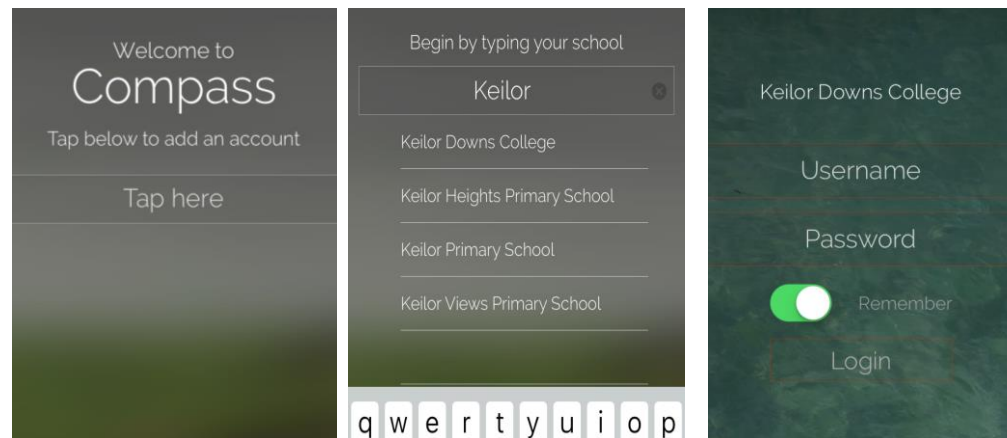 Welcome to
Compass
Tap below to add an account
Tap here
Begin by typing your school
Keilor
Keilor Downs College
Keilor Heights Primary School
Keilor Primary School
Keilor Views Primary School
q w e r t y u i o p
Keilor Downs College
Username
Password
Remember
Login